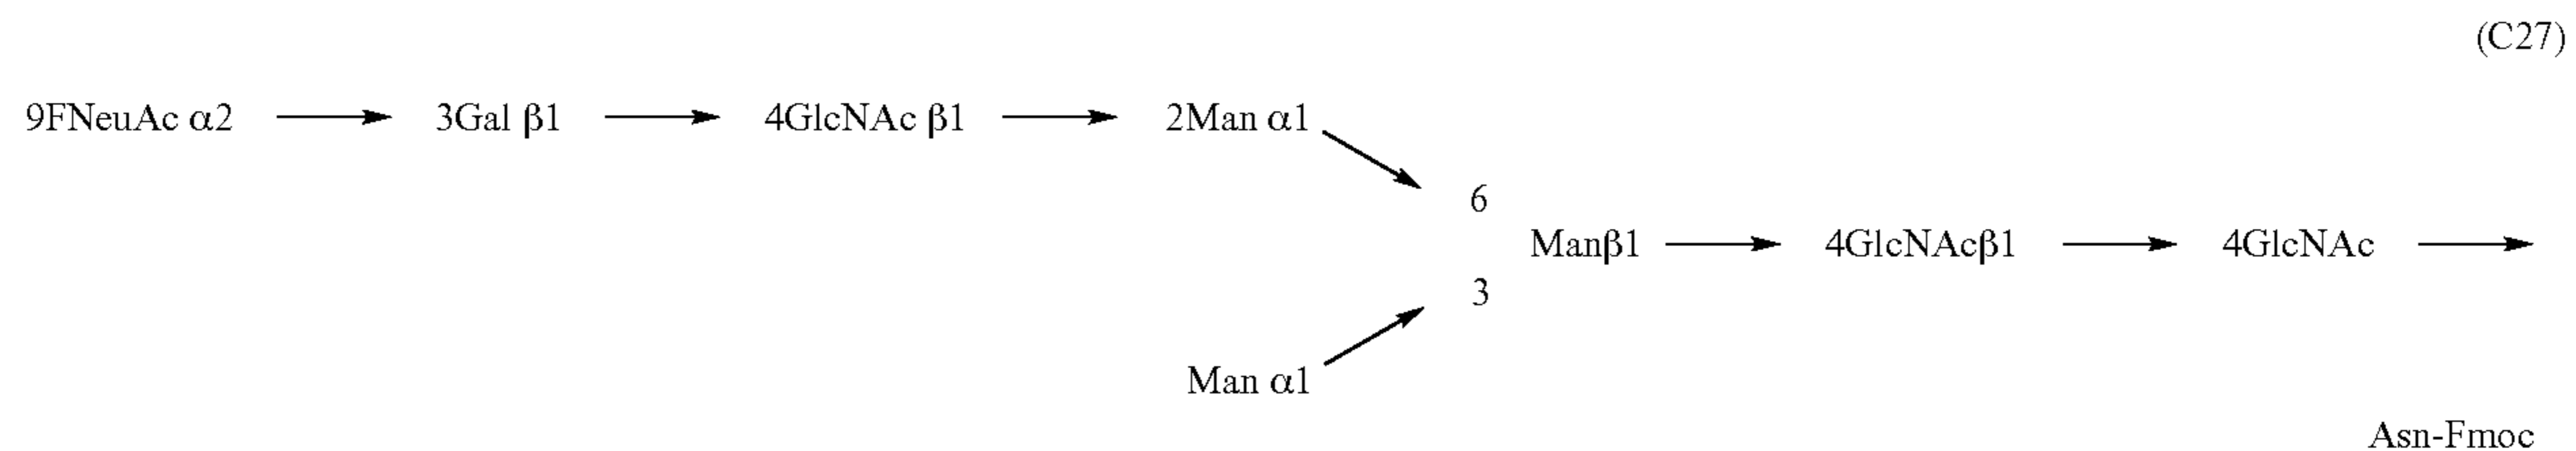 (C27)
9FNeuAc α2 → 3Gal β1 → 4GlcNAc β1 → 2Man α1
6
Manβ1 → 4GlcNAcβ1 → 4GlcNAc →
3
Man α1
Asn-Fmoc